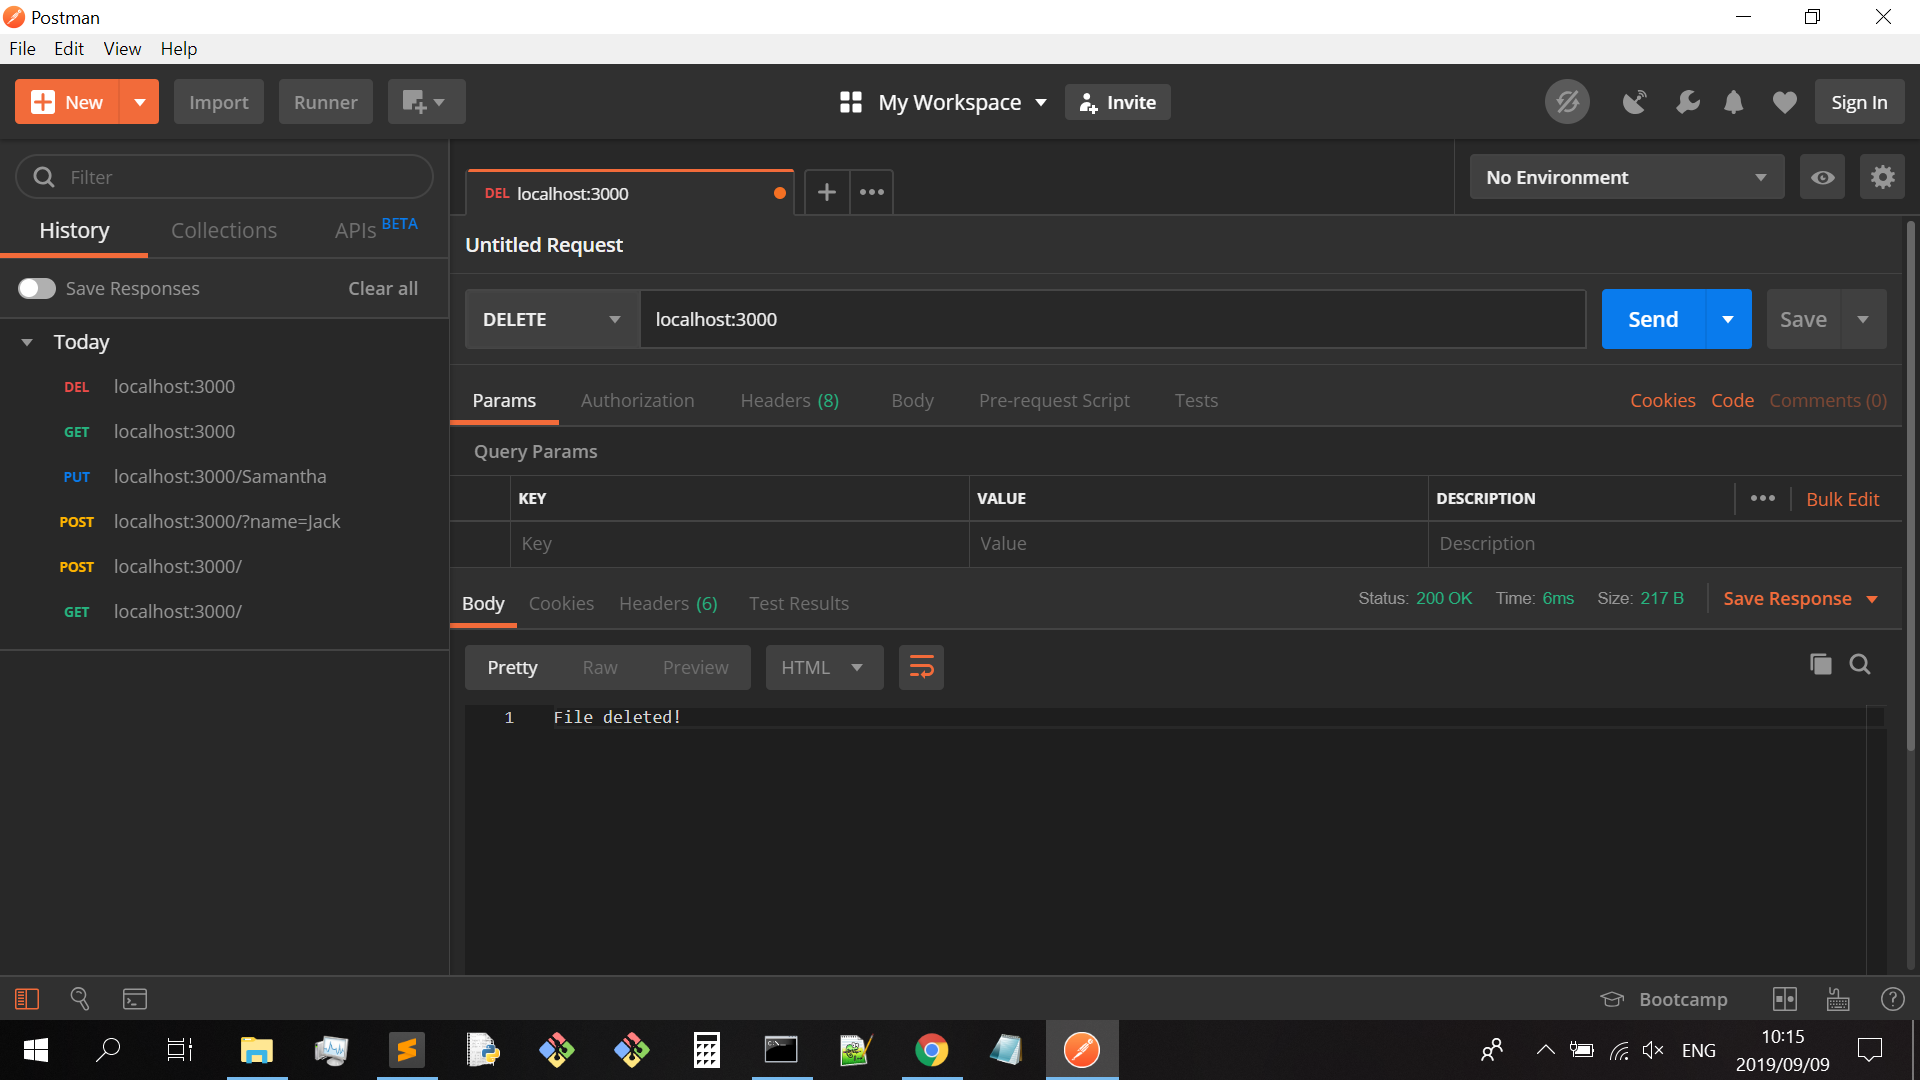 Postman
File Edit View Help
New Import Runner My Workspace Invite Sign In
Filter
History Collections APIs BETA
Save Responses Clear all
Today
DEL localhost:3000
GET localhost:3000
PUT localhost:3000/Samantha
POST localhost:3000/?name=Jack
POST localhost:3000/
GET localhost:3000/
DEL localhost:3000
No Environment
Untitled Request
DELETE localhost:3000 Send Save
Params Authorization Headers (8) Body Pre-request Script Tests Cookies Code Comments (0)
Query Params
KEY VALUE DESCRIPTION Bulk Edit
Key Value Description
Body Cookies Headers (6) Test Results Status: 200 OK Time: 6ms Size: 217 B Save Response
Pretty Raw Preview HTML
1 File deleted!
Bootcamp
ENG
10:15
2019/09/09